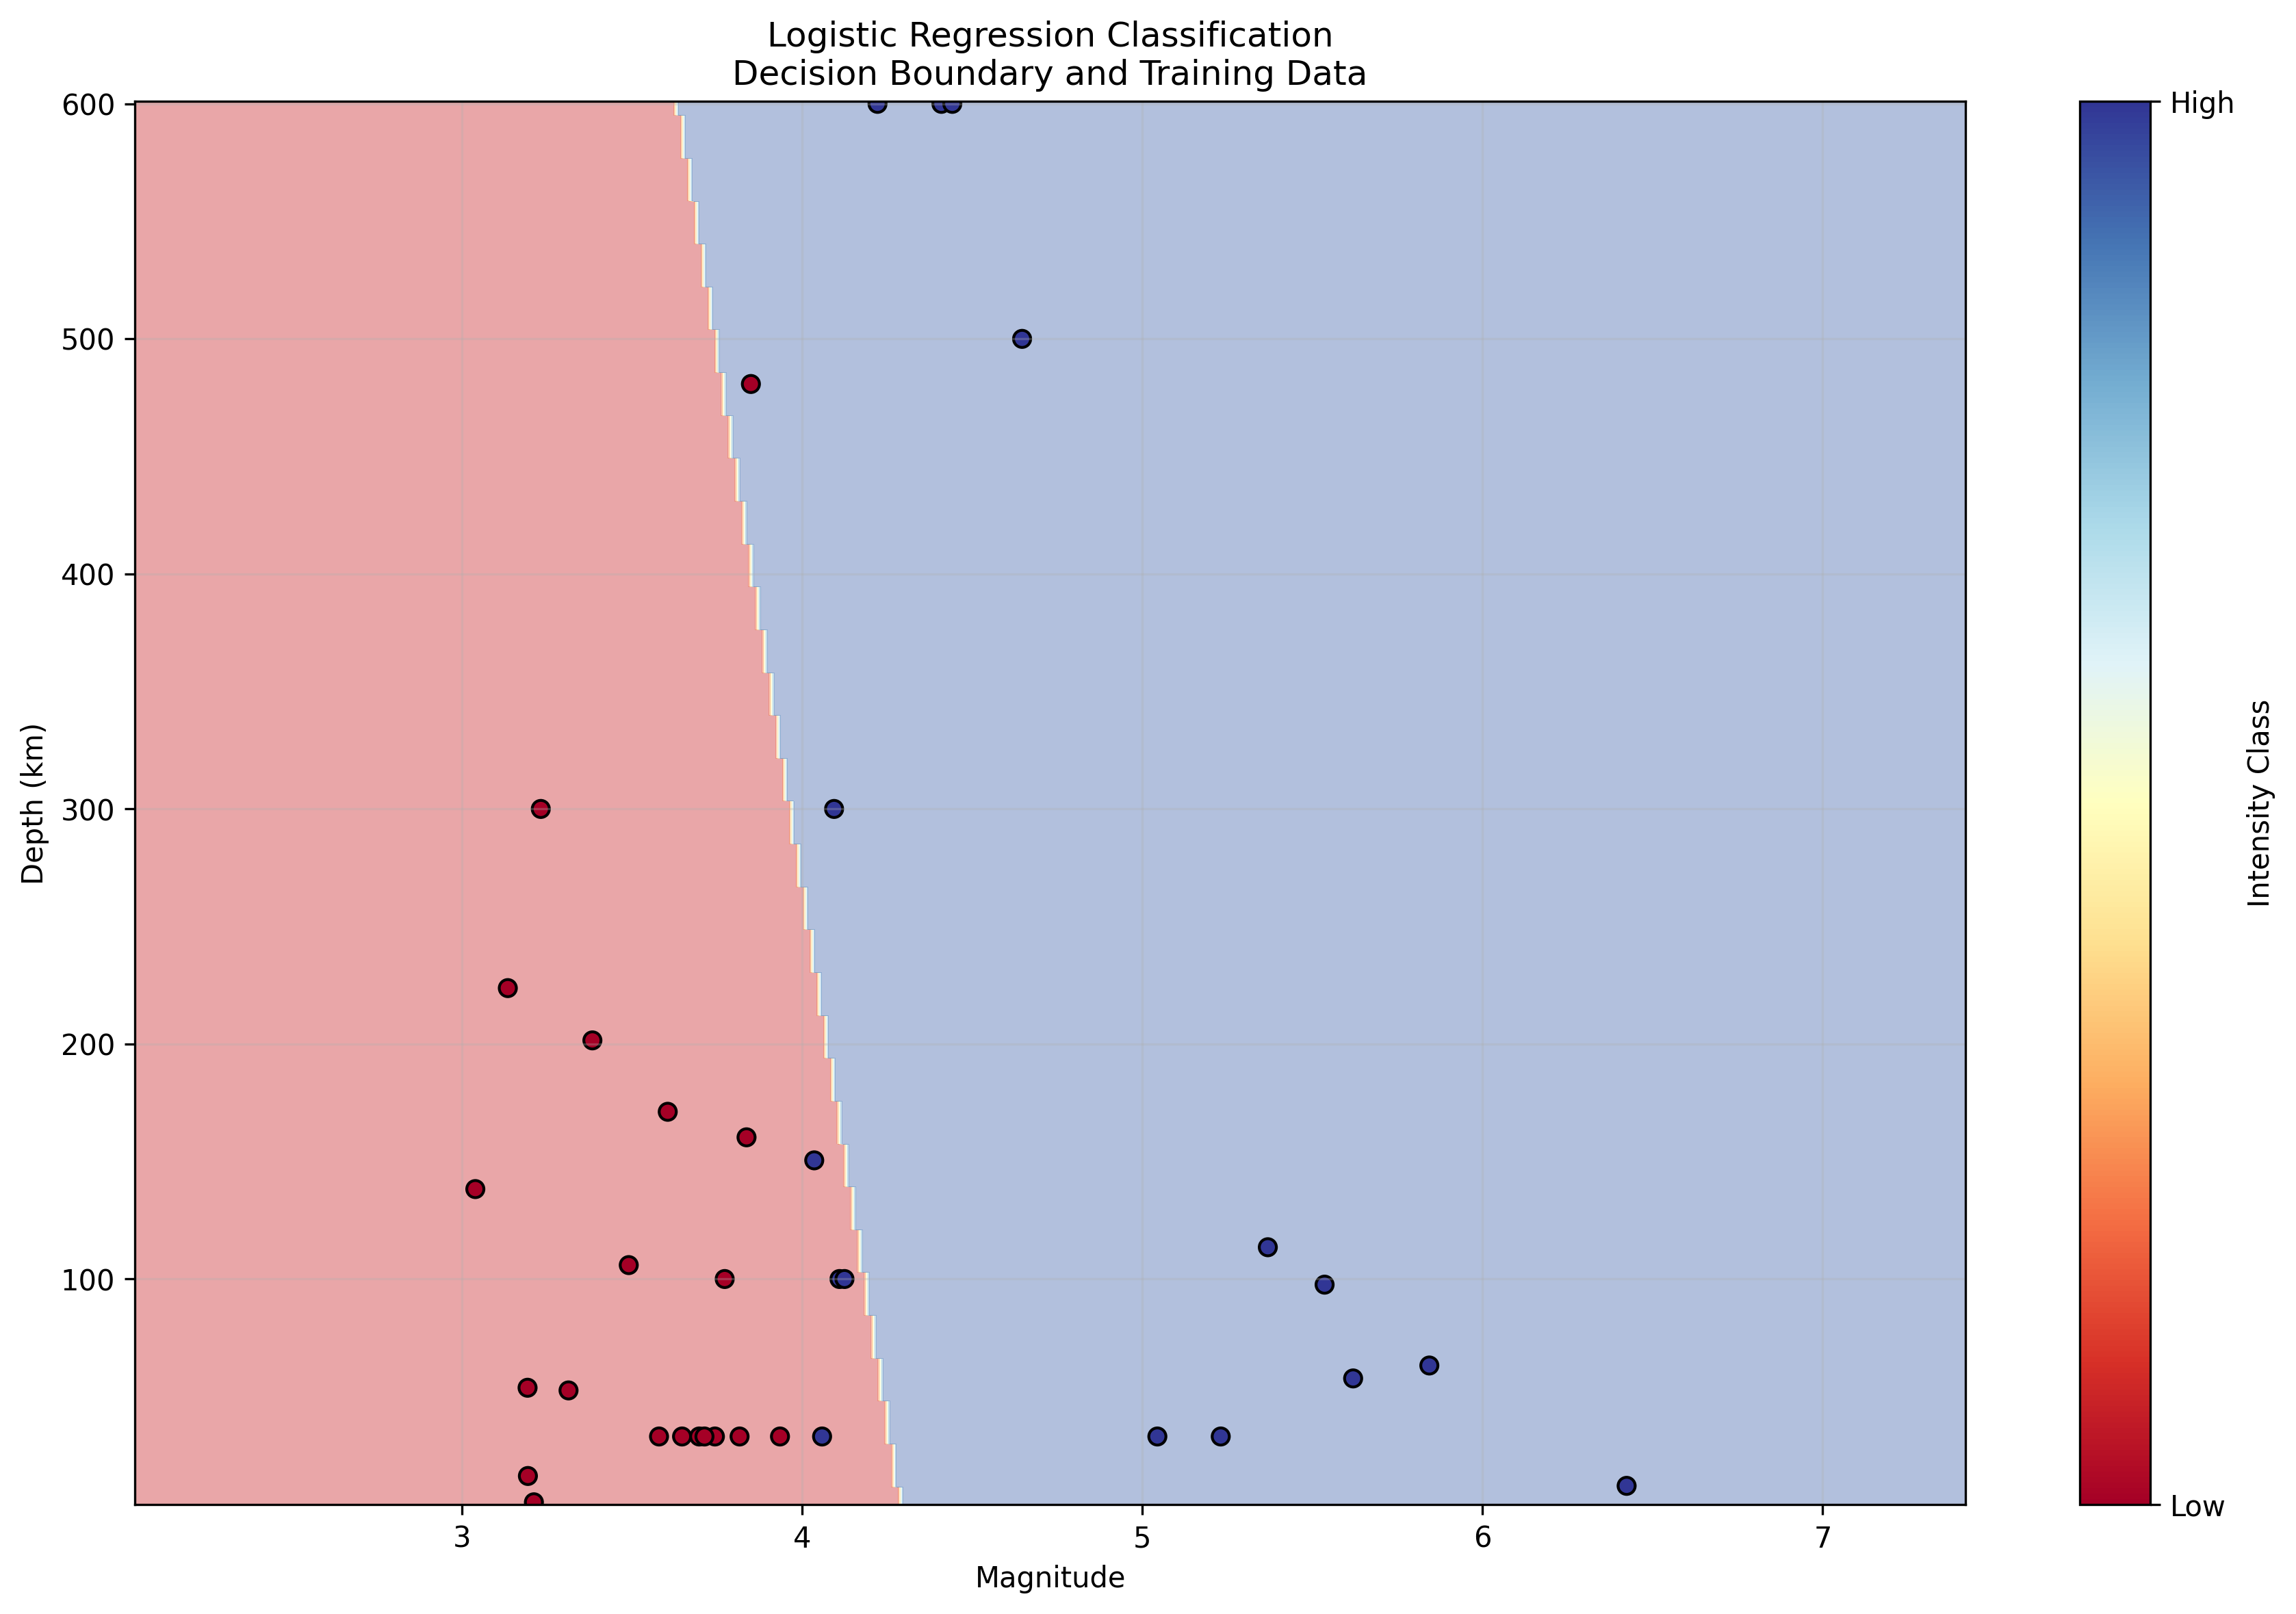 Logistic Regression Classification
Decision Boundary and Training Data
600
500
400
300
200
100
Depth (km)
3
4
5
6
7
Magnitude
High
Low
Intensity Class